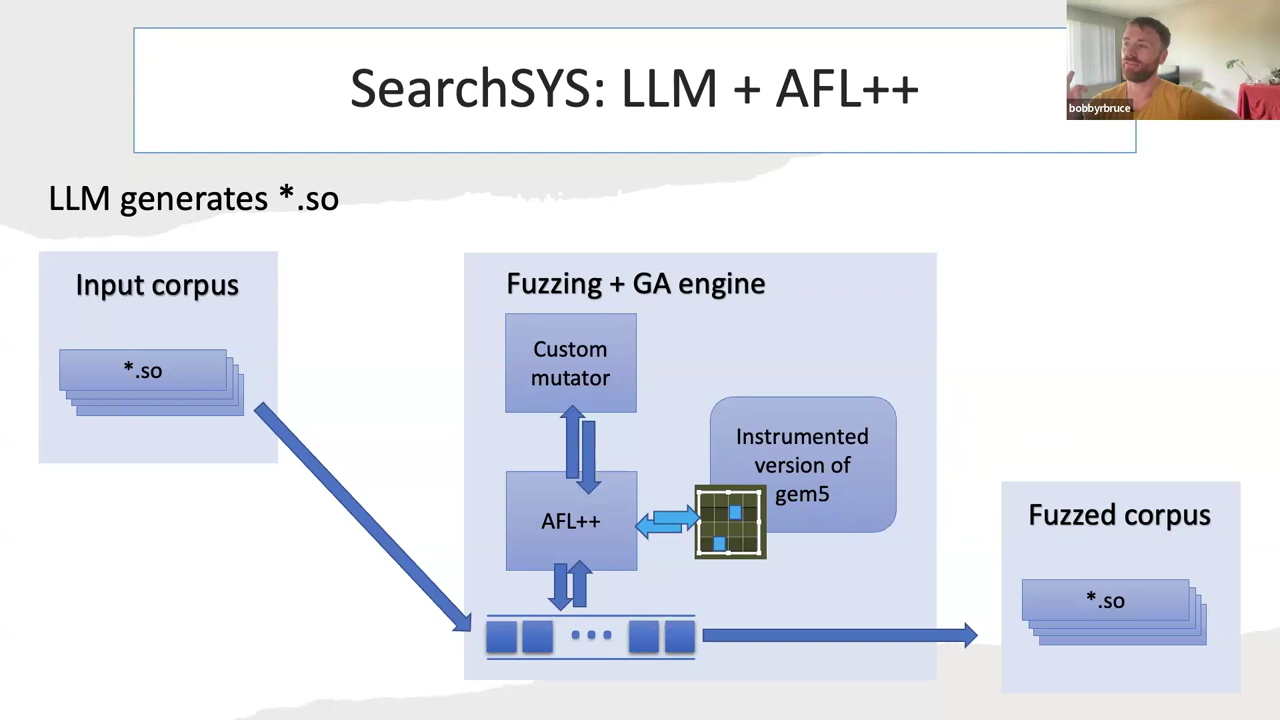 SearchSYS: LLM + AFL++
bobbyrbruce
LLM generates *.so
Input corpus
*.so
Fuzzing + GA engine
Custom
mutator
Instrumented
version of
gem5
AFL++
Fuzzed corpus
*.so